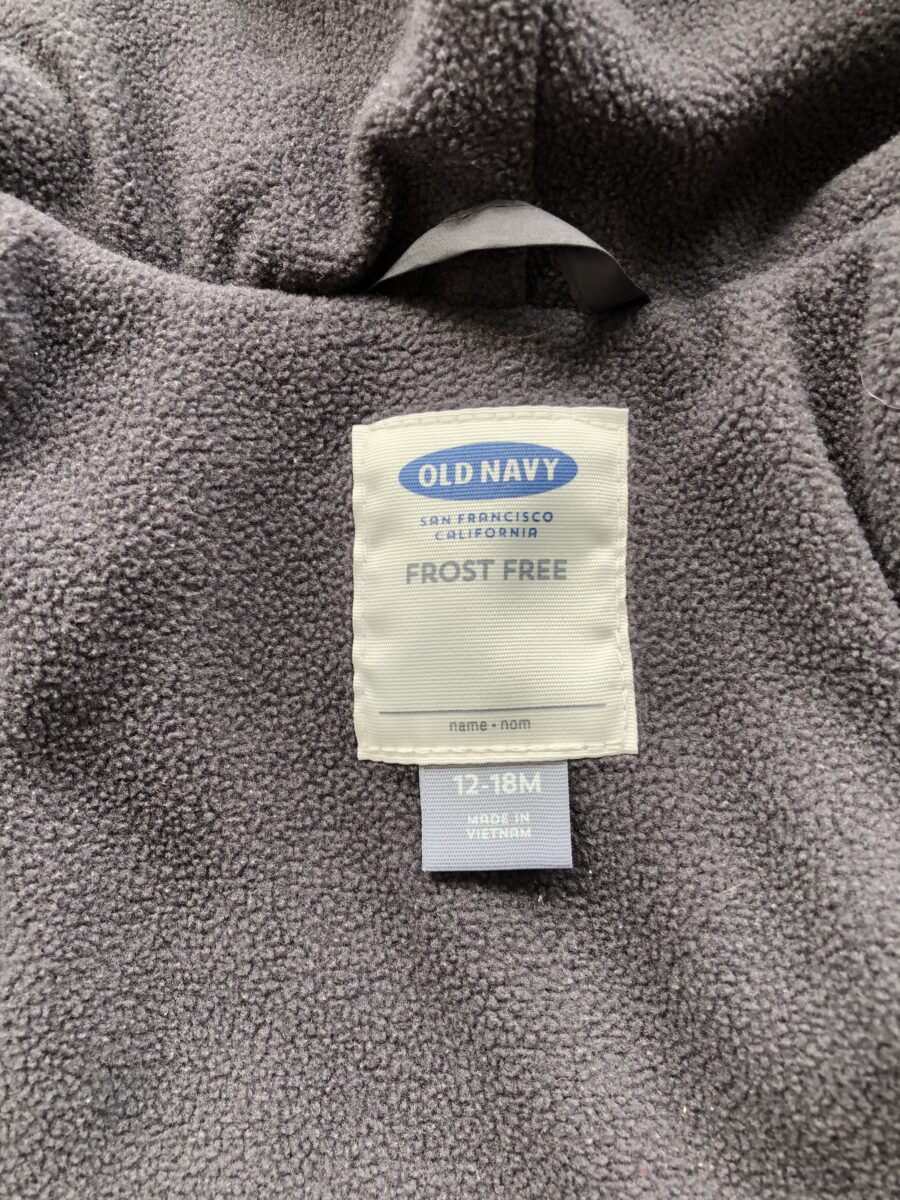 OLD NAVY
SAN FRANCISCO
CALIFORNIA
FROST FREE
name • nom
12-18M
MADE IN
VIETNAM